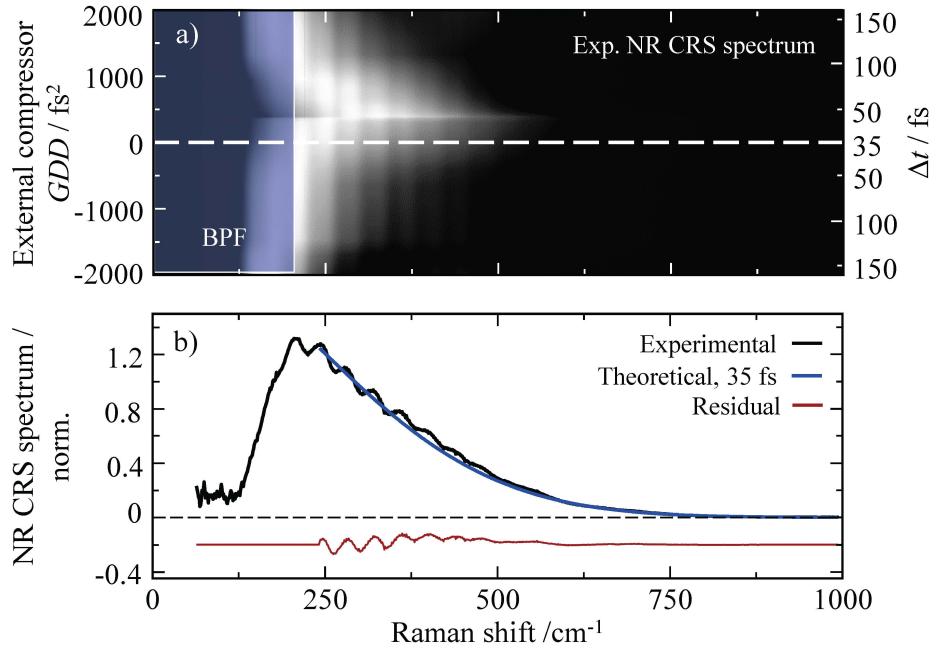 a)
Exp. NR CRS spectrum
BPF
External compressor
GDD / fs²
2000
1000
0
-1000
-2000
150
100
50
35
50
100
150
Δt / fs
b)
Experimental
Theoretical, 35 fs
Residual
NR CRS spectrum /
norm.
1.2
0.8
0.4
0
-0.4
0
250
500
750
1000
Raman shift /cm⁻¹